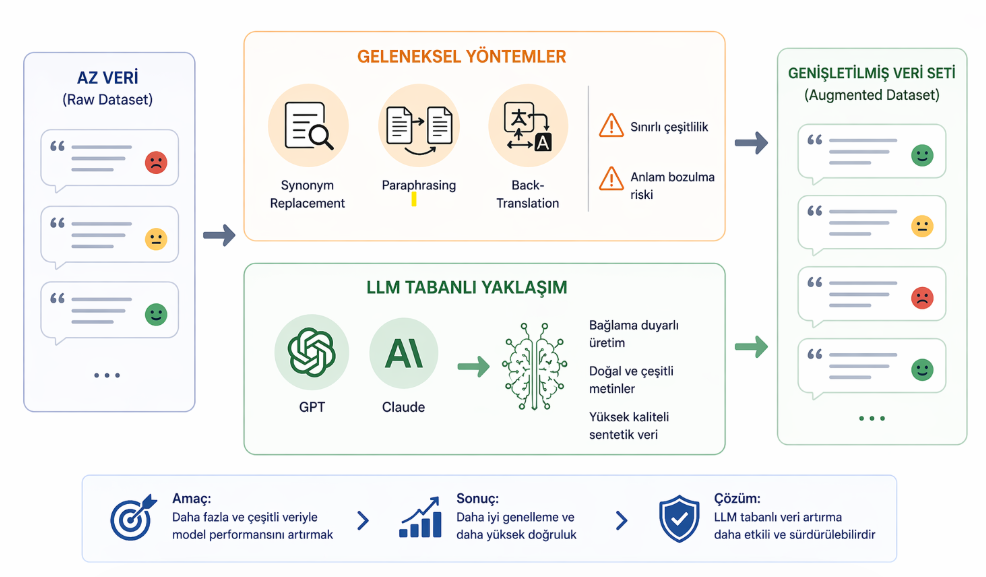 AZ VERİ
(Raw Dataset)
GELENEKSEL YÖNTEMLER
Synonym
Replacement
Paraphrasing
Back-
Translation
A
Sınırlı çeşitlilik
Anlam bozulma
riski
LLM TABANLI YAKLAŞIM
GPT
AI
Claude
Bağlama duyarlı
üretim
Doğal ve çeşitli
metinler
Yüksek kaliteli
sentetik veri
GENİŞLETİLMİŞ VERİ SETİ
(Augmented Dataset)
Amaç:
Daha fazla ve çeşitli veriyle
model performansını artırmak
Sonuç:
Daha iyi genelleme ve
daha yüksek doğruluk
Çözüm:
LLM tabanlı veri artırma
daha etkili ve sürdürülebilirdir